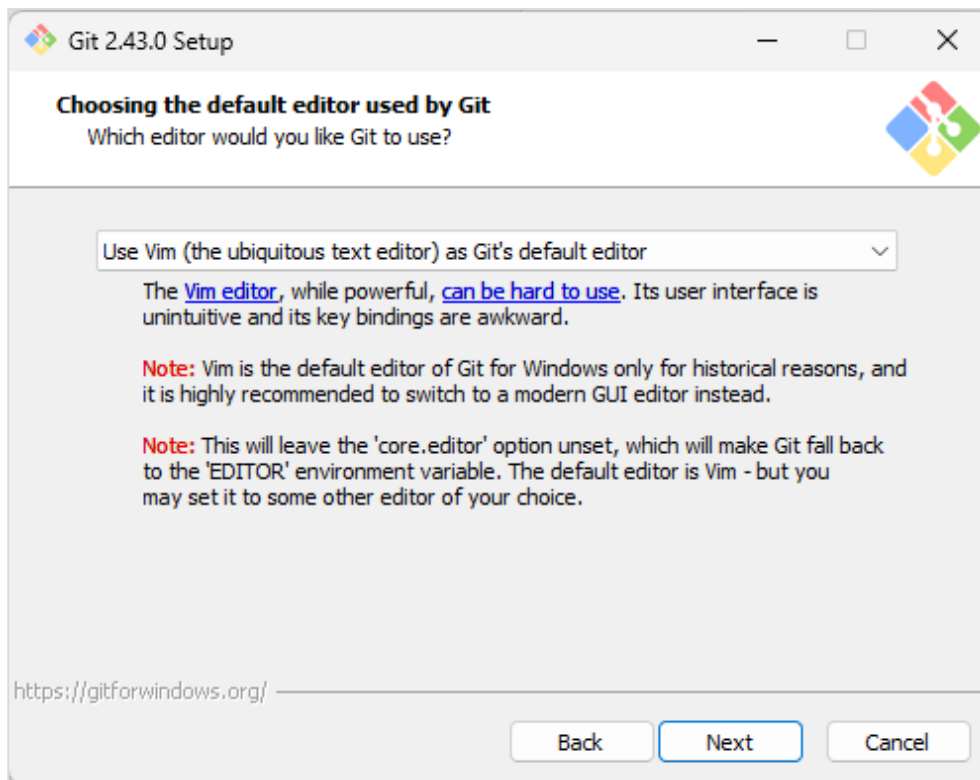 Git 2.43.0 Setup
Choosing the default editor used by Git
Which editor would you like Git to use?
Use Vim (the ubiquitous text editor) as Git's default editor
The Vim editor, while powerful, can be hard to use. Its user interface is
unintuitive and its key bindings are awkward.
Note: Vim is the default editor of Git for Windows only for historical reasons, and
it is highly recommended to switch to a modern GUI editor instead.
Note: This will leave the 'core.editor' option unset, which will make Git fall back
to the 'EDITOR' environment variable. The default editor is Vim - but you
may set it to some other editor of your choice.
https://gitforwindows.org/
Back Next Cancel